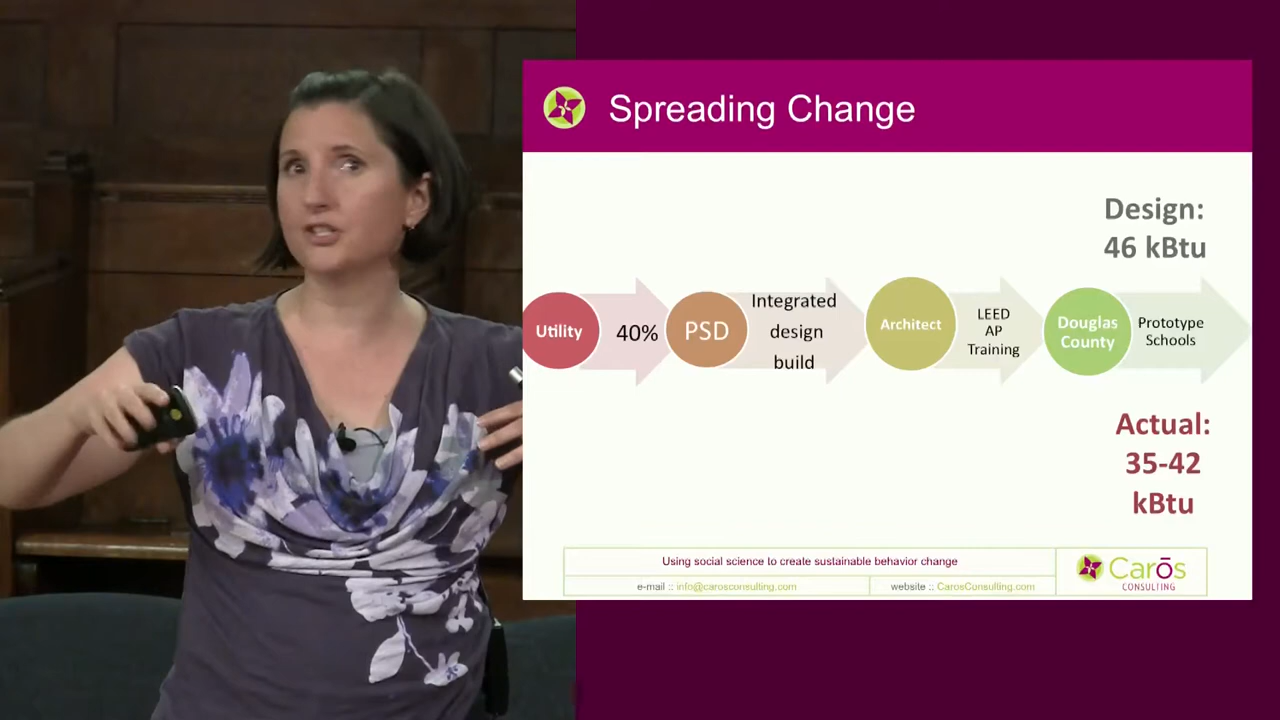 Spreading Change
Design:
46 kBtu
Utility
40%
PSD
Integrated
design
build
Architect
LEED
AP
Training
Douglas
County
Prototype
Schools
Actual:
35-42
kBtu
Using social science to create sustainable behavior change
e-mail :: info@carosconsulting.com
website :: CarosConsulting.com
Carōs
CONSULTING